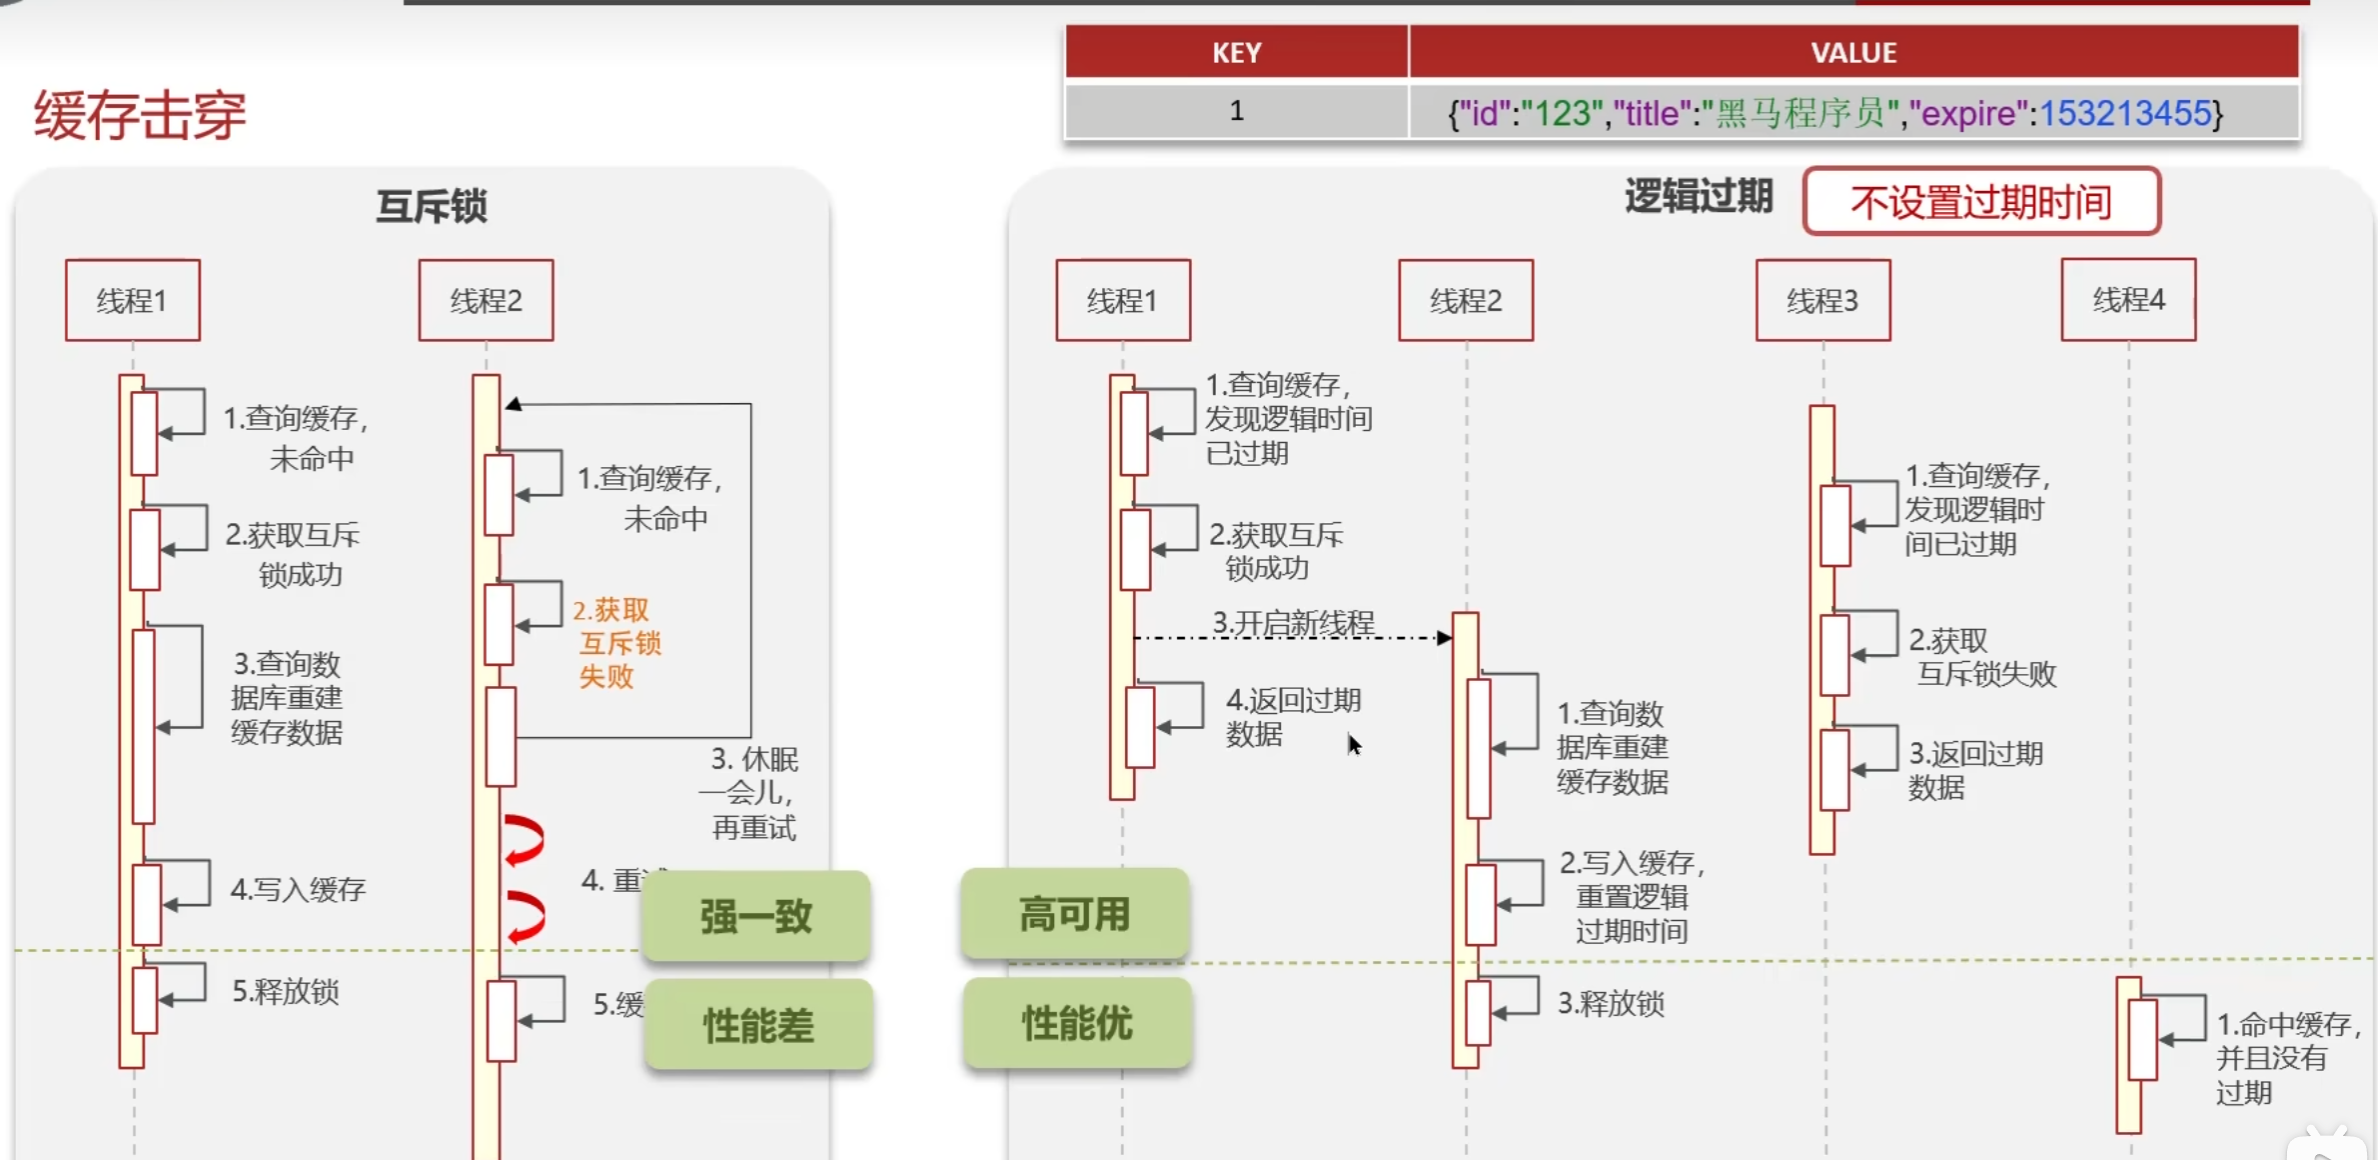 KEY VALUE
1 {"id":"123","title":"黑马程序员","expire":153213455}
缓存击穿
互斥锁
线程1
线程2
1.查询缓存，
未命中
2.获取互斥
锁成功
3.查询数
据库重建
缓存数据
4.写入缓存
5.释放锁
1.查询缓存，
未命中
2.获取
互斥锁
失败
3. 休眠
一会儿，
再重试
4. 重
5.缓
强一致
性能差
逻辑过期
不设置过期时间
线程1
线程2
线程3
线程4
1.查询缓存，
发现逻辑时间
已过期
2.获取互斥
锁成功
3.开启新线程
4.返回过期
数据
高可用
性能优
1.查询数
据库重建
缓存数据
2.写入缓存，
重置逻辑
过期时间
3.释放锁
1.查询缓存，
发现逻辑时
间已过期
2.获取
互斥锁失败
3.返回过期
数据
1.命中缓存，
并且没有
过期